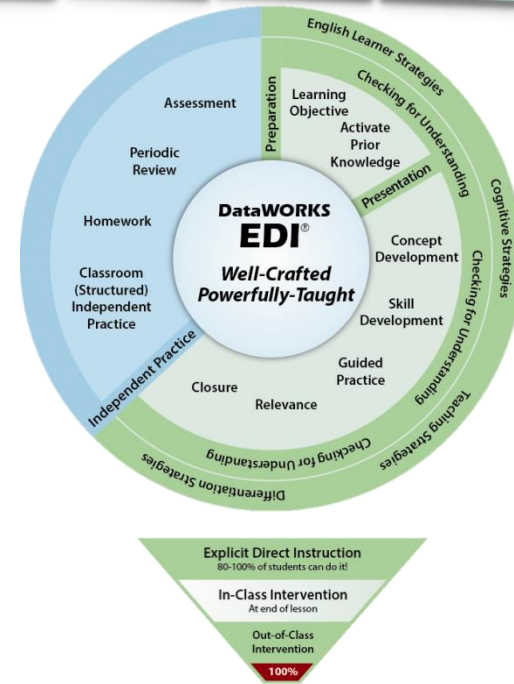 English Learner Strategies
Cognitive Strategies
Teaching Strategies
Differentiation Strategies
Checking for Understanding
Checking for Understanding
Checking for Understanding
Preparation
Learning
Objective
Activate
Prior
Knowledge
Presentation
Concept
Development
Skill
Development
Guided
Practice
Relevance
Closure
Independent Practice
Classroom
(Structured)
Independent
Practice
Homework
Periodic
Review
Assessment
DataWORKS
EDI®
Well-Crafted
Powerfully-Taught
Explicit Direct Instruction
80-100% of students can do it!
In-Class Intervention
At end of lesson
Out-of-Class
Intervention
100%